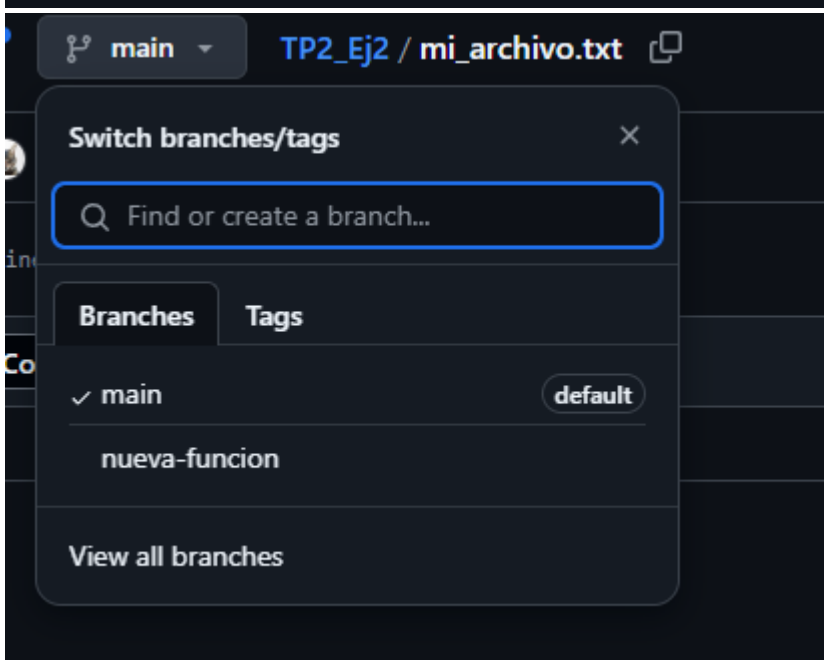 main TP2_Ej2 / mi_archivo.txt
Switch branches/tags
Find or create a branch...
Branches Tags
main default
nueva-funcion
View all branches